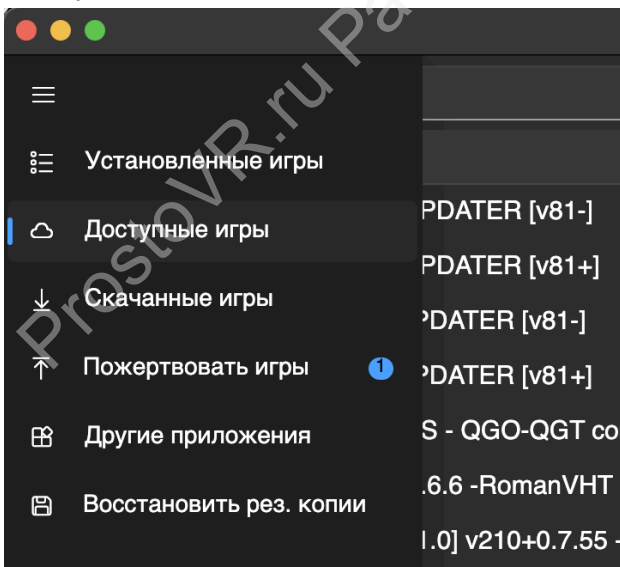 ProstoVR.ru Pa
Установленные игры
PDATER [v81-]
Доступные игры
PDATER [v81+]
Скачанные игры
PDATER [v81-]
Пожертвовать игры 1
PDATER [v81+]
Другие приложения
S - QGO-QGT co
.6.6 -RomanVHT
Восстановить рез. копии
.0] v210+0.7.55 -